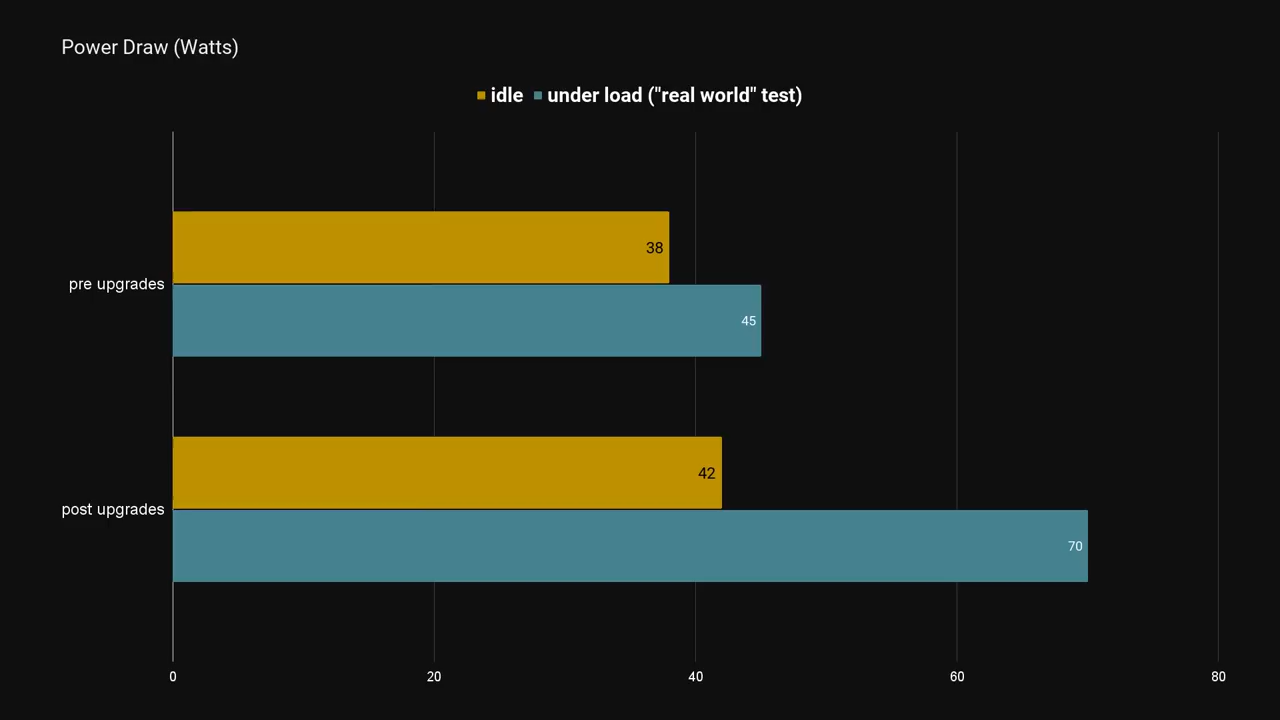 Power Draw (Watts)
idle under load ("real world" test)
38
pre upgrades
45
42
post upgrades
70
0 20 40 60 80